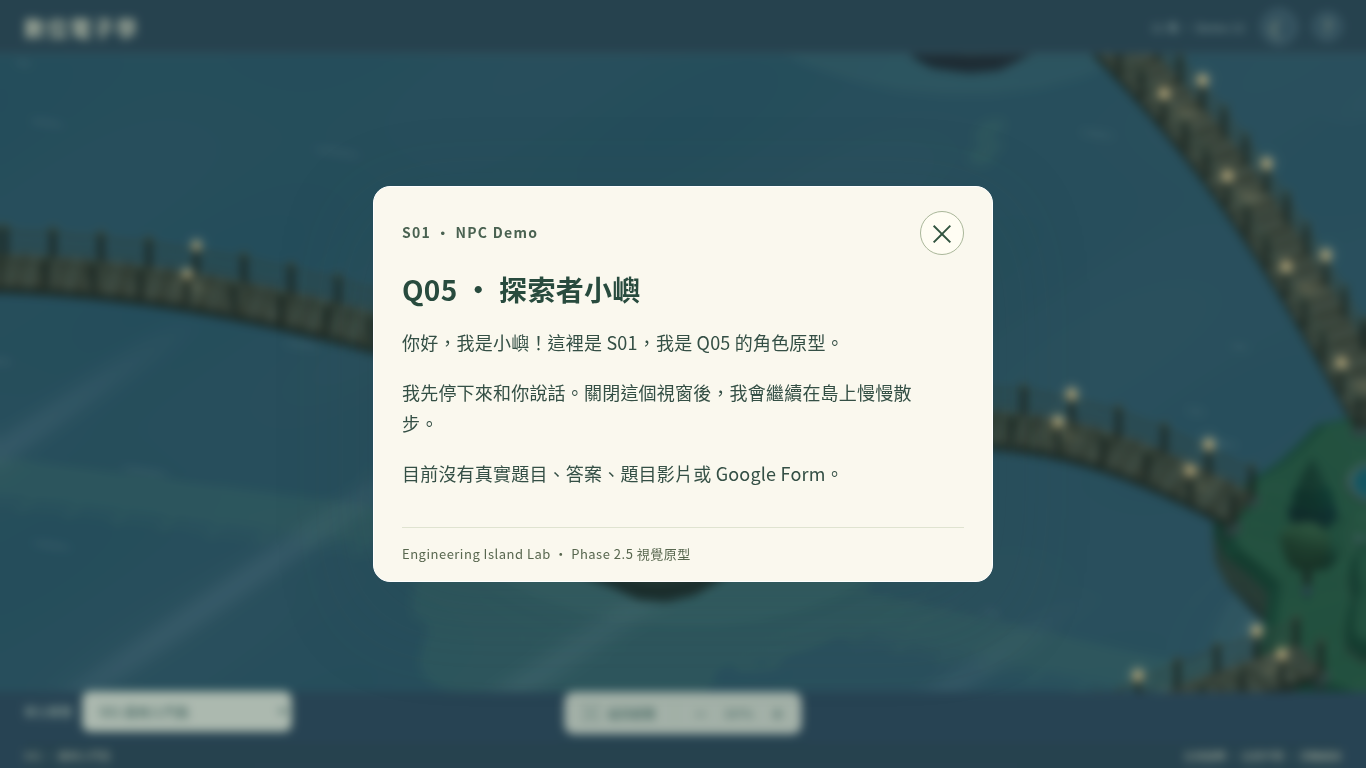 S01 • NPC Demo
Q05 • 探索者小嶼
你好，我是小嶼！這裡是 S01，我是 Q05 的角色原型。
我先停下來和你說話。關閉這個視窗後，我會繼續在島上慢慢散
步。
目前沒有真實題目、答案、題目影片或 Google Form。
Engineering Island Lab • Phase 2.5 視覺原型